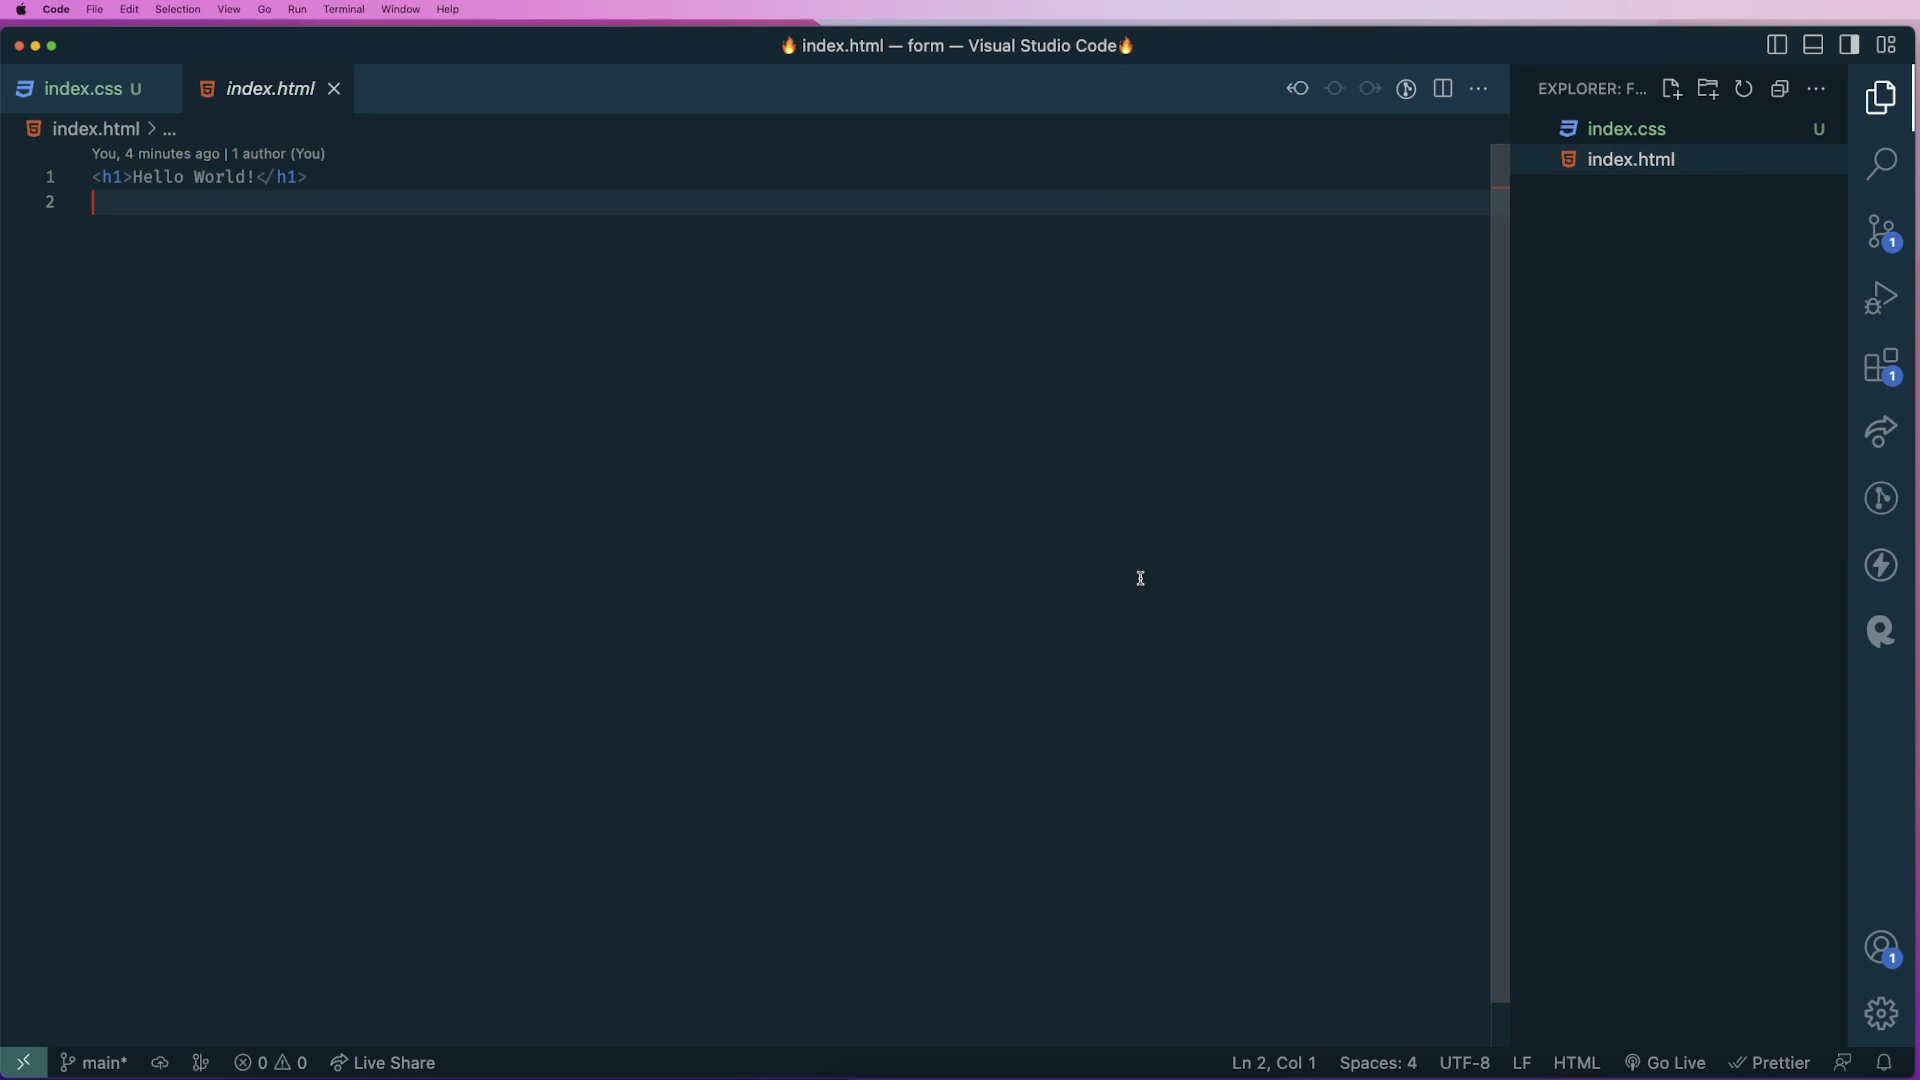 Code File Edit Selection View Go Run Terminal Window Help
🔥 index.html — form — Visual Studio Code🔥
index.css U index.html
EXPLORER: F...
index.html > ...
index.css U
index.html
You, 4 minutes ago | 1 author (You)
1 <h1>Hello World!</h1>
2
1
1
1
main* 0 0 Live Share Ln 2, Col 1 Spaces: 4 UTF-8 LF HTML Go Live Prettier